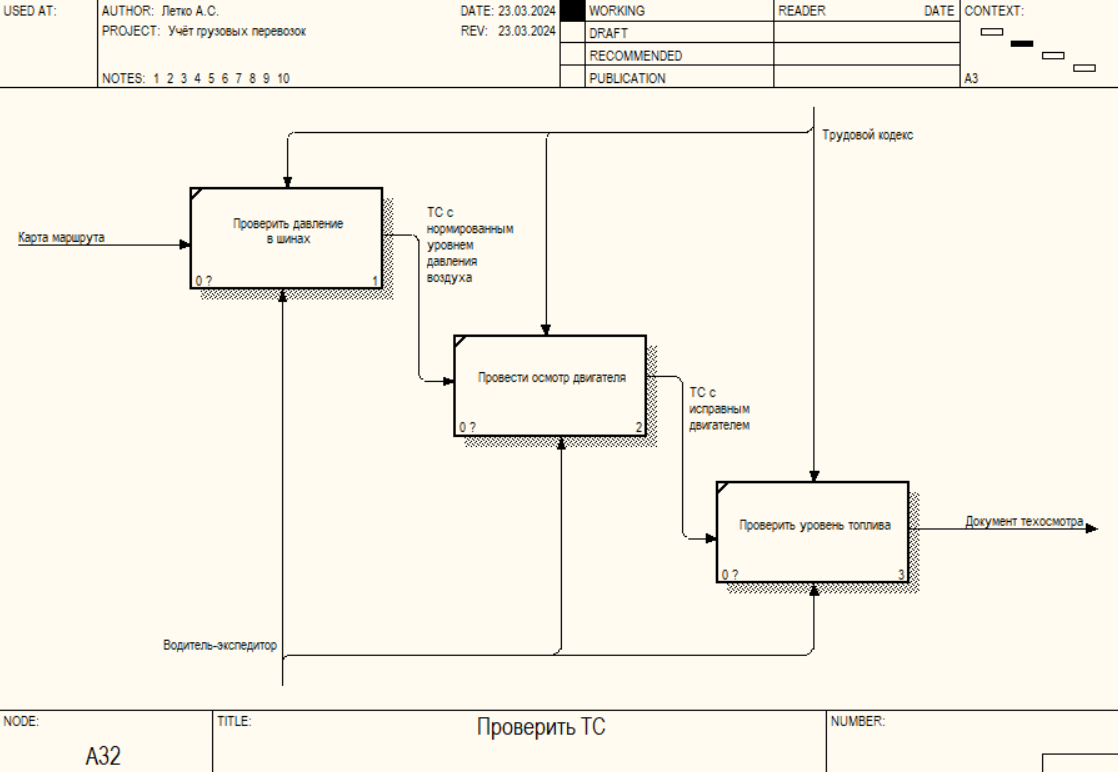 USED AT:
AUTHOR: Летко А.С.
DATE: 23.03.2024
PROJECT: Учёт грузовых перевозок
REV: 23.03.2024
NOTES: 1 2 3 4 5 6 7 8 9 10
WORKING
DRAFT
RECOMMENDED
PUBLICATION
READER DATE
CONTEXT:
A3
Трудовой кодекс
Карта маршрута
Проверить давление
в шинах
0 ? 1
ТС с
нормированным
уровнем
давления
воздуха
Провести осмотр двигателя
0 ? 2
ТС с
исправным
двигателем
Проверить уровень топлива
0 ? 3
Документ техосмотра
Водитель-экспедитор
NODE:
A32
TITLE:
Проверить ТС
NUMBER: